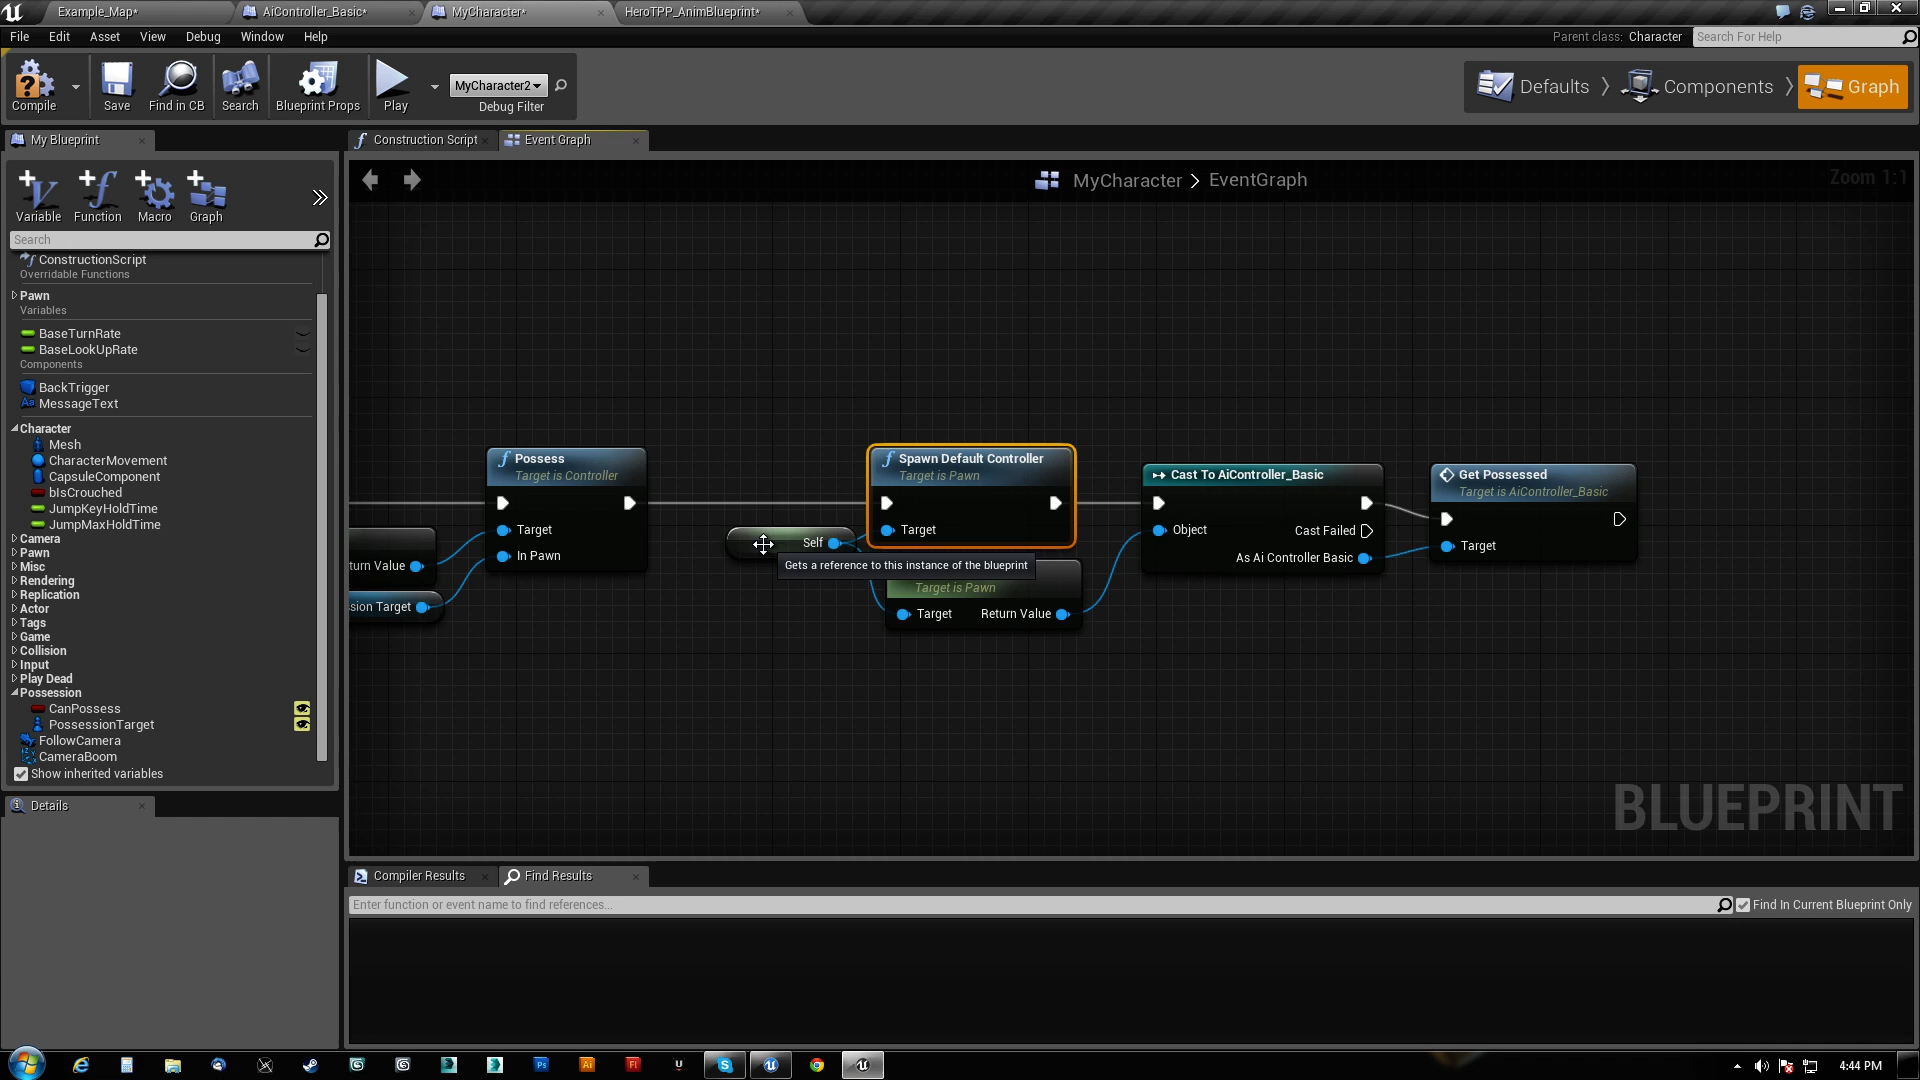 Example_Map*
AiController_Basic*
MyCharacter*
HeroTPP_AnimBlueprint*
File Edit Asset View Debug Window Help
Parent class: Character
Search For Help
Compile
Save
Find in CB
Search
Blueprint Props
Play
MyCharacter2
Debug Filter
Defaults
Components
Graph
My Blueprint
Construction Script
Event Graph
Variable
Function
Macro
Graph
MyCharacter > EventGraph
Zoom 1:1
Search
ConstructionScript
Overridable Functions
Pawn
Variables
BaseTurnRate
BaseLookUpRate
Components
BackTrigger
MessageText
Character
Mesh
CharacterMovement
CapsuleComponent
bIsCrouched
JumpKeyHoldTime
JumpMaxHoldTime
Camera
Pawn
Misc
Rendering
Replication
Actor
Tags
Game
Collision
Input
Play Dead
Possession
CanPossess
PossessionTarget
FollowCamera
CameraBoom
Show inherited variables
Details
turn Value
sion Target
Possess
Target is Controller
Target
In Pawn
Self
Gets a reference to this instance of the blueprint
Spawn Default Controller
Target is Pawn
Target
Target is Pawn
Target Return Value
Cast To AiController_Basic
Object
Cast Failed
As Ai Controller Basic
Get Possessed
Target is AiController_Basic
Target
BLUEPRINT
Compiler Results
Find Results
Enter function or event name to find references...
Find In Current Blueprint Only
4:44 PM